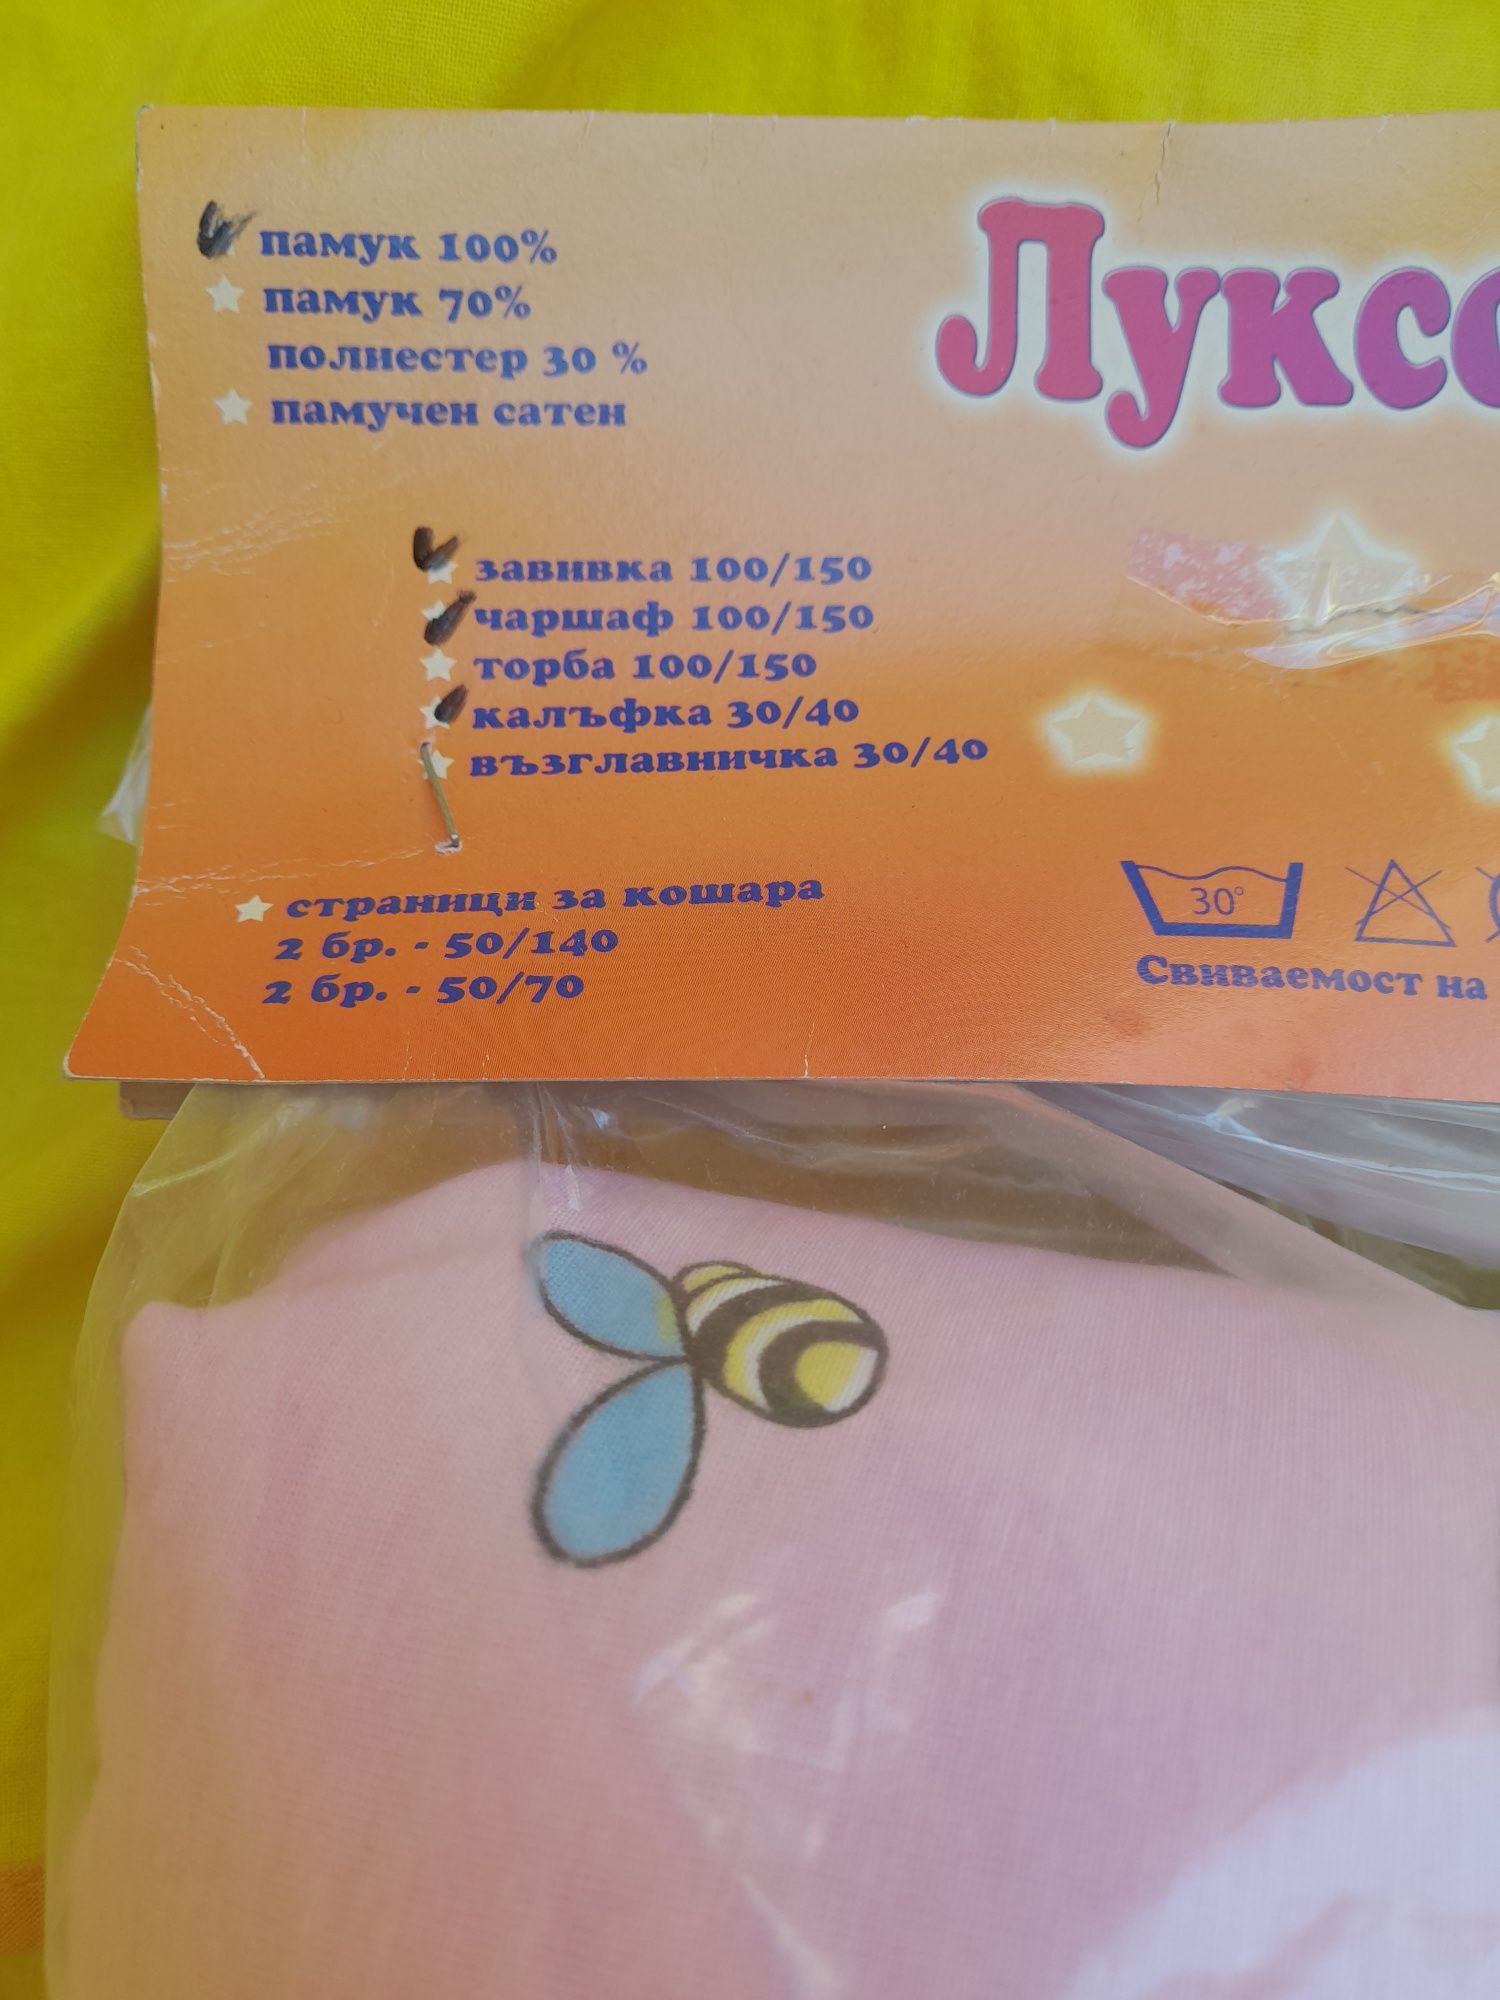 памук 100%
памук 70%
полиестер 30 %
памучен сатен
завивка 100/150
чаршаф 100/150
торба 100/150
калъфка 30/40
възглавничка 30/40
страници за кошара
2 бр. - 50/140
2 бр. - 50/70
30°
Свиваемост на